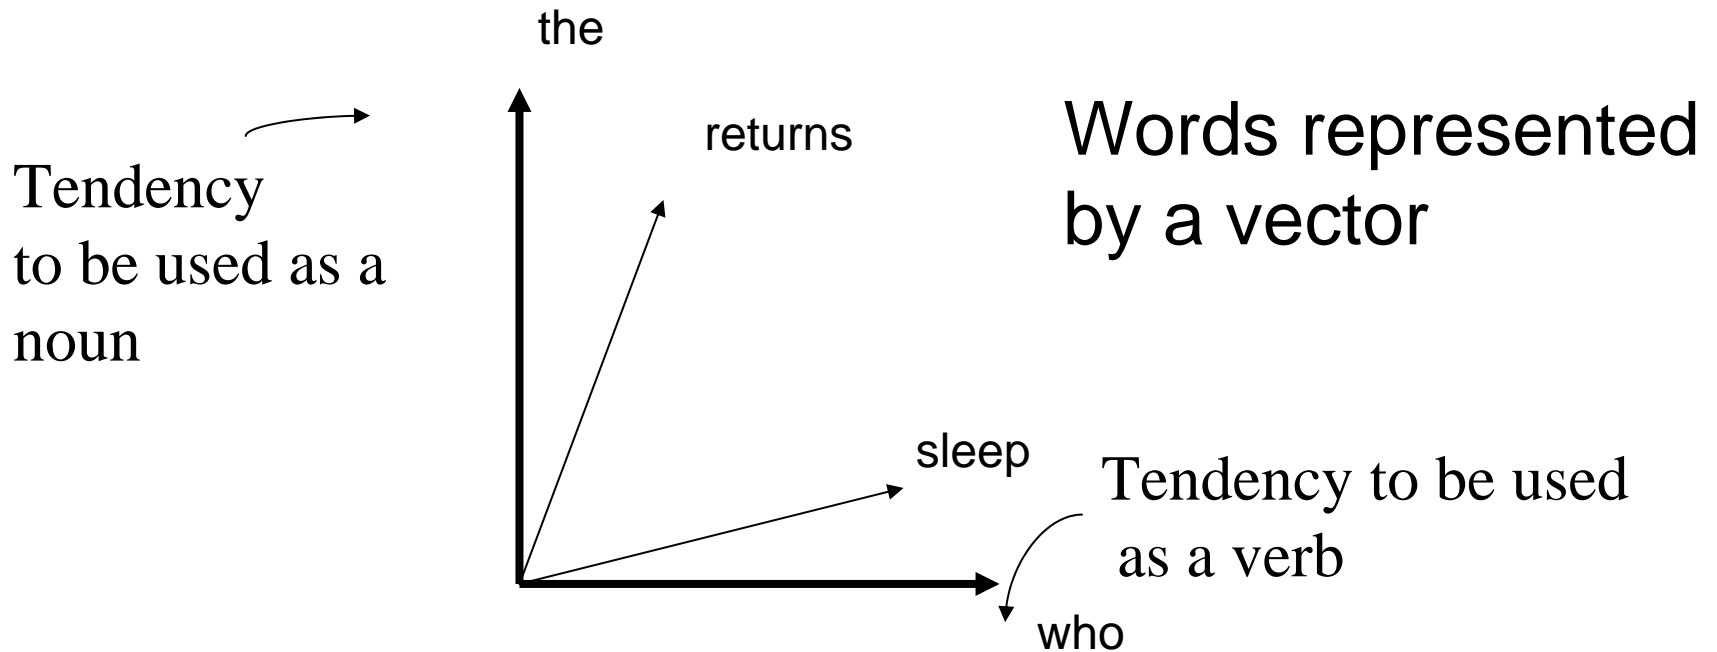 the
returns
Words represented
by a vector
Tendency
to be used as a
noun
sleep
Tendency to be used
as a verb
who